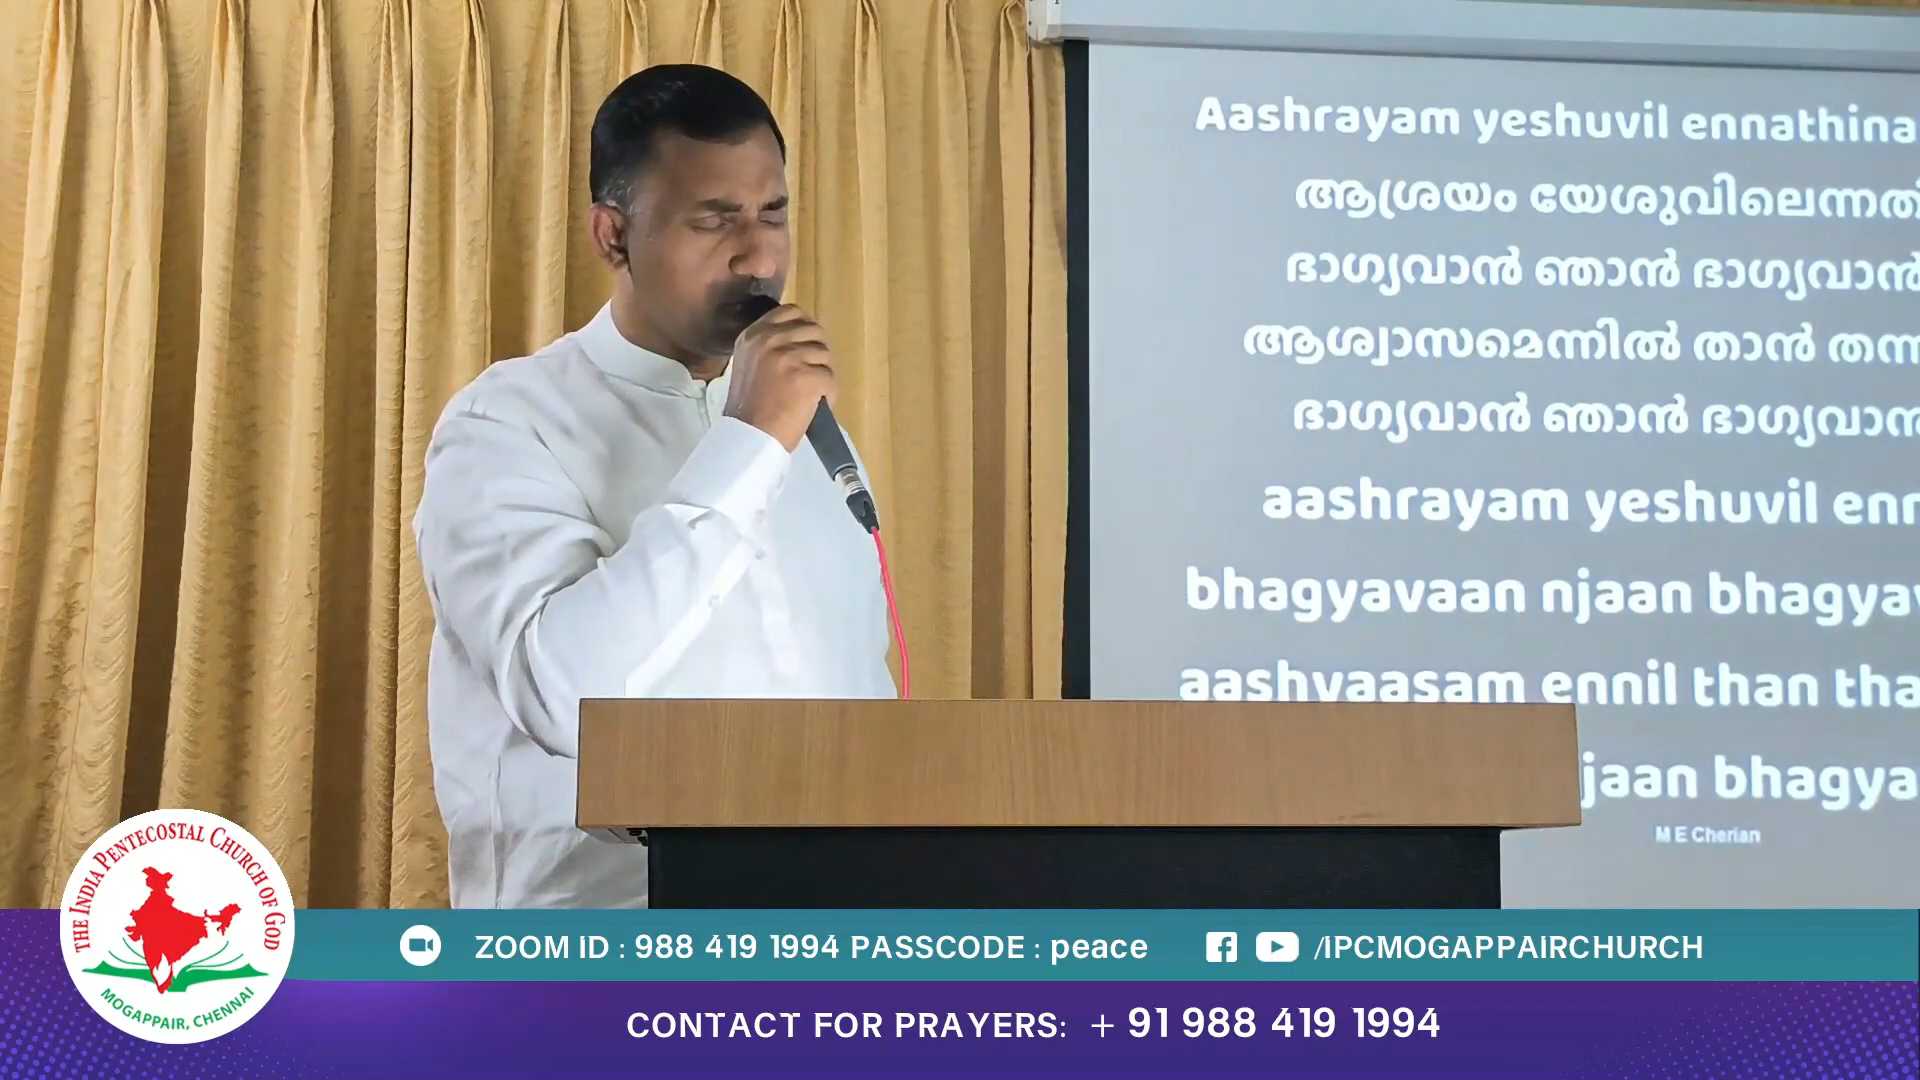 Aashrayam yeshuvil ennathina
ആശ്രയം യേശുവിലെന്നതി
ഭാഗ്യവാൻ ഞാൻ ഭാഗ്യവാൻ
ആശ്വാസമെന്നിൽ താൻ തന്ന
ഭാഗ്യവാൻ ഞാൻ ഭാഗ്യവാൻ
aashrayam yeshuvil enn
bhagyavaan njaan bhagyav
aashvaasam ennil than tha
jaan bhagya
M E Cherian
THE INDIA PENTECOSTAL CHURCH OF GOD
MOGAPPAIR, CHENNAI
ZOOM ID : 988 419 1994 PASSCODE : peace /IPCMOGAPPAIRCHURCH
CONTACT FOR PRAYERS: + 91 988 419 1994